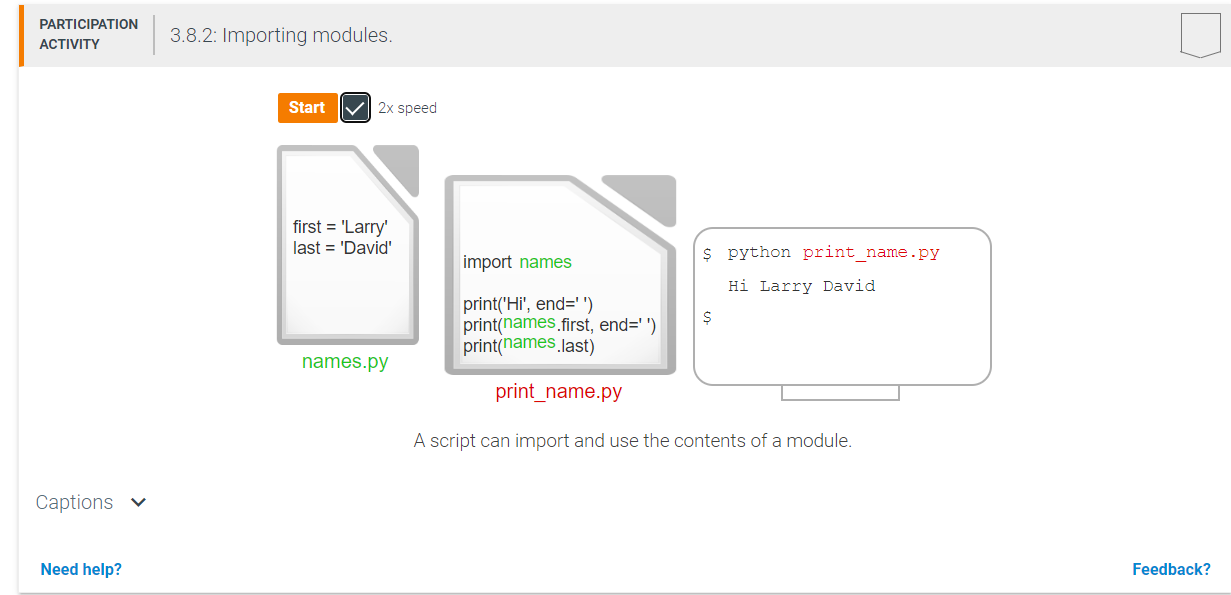 PARTICIPATION
ACTIVITY
3.8.2: Importing modules.
Start
2x speed
first = 'Larry'
last = 'David'
names.py
import names
print('Hi', end=' ')
print(names.first, end=' ')
print(names.last)
print_name.py
$ python print_name.py
Hi Larry David
$
A script can import and use the contents of a module.
Captions
Need help?
Feedback?